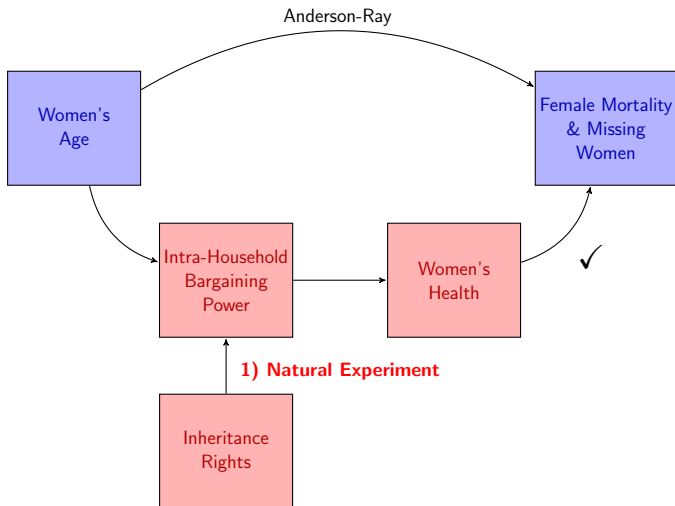 Anderson-Ray
Women's
Age
Female Mortality
& Missing
Women
Intra-Household
Bargaining
Power
Women's
Health
✓
1) Natural Experiment
Inheritance
Rights